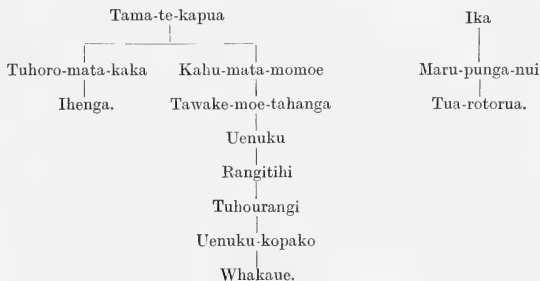 Tama-te-kapua Ika
Tuhoro-mata-kaka Kahu-mata-momoe Maru-punga-nui
Ihenga. Tawake-moe-tahanga Tua-rotorua.
Uenuku
Rangitihi
Tuhourangi
Uenuku-kopako
Whakaue.